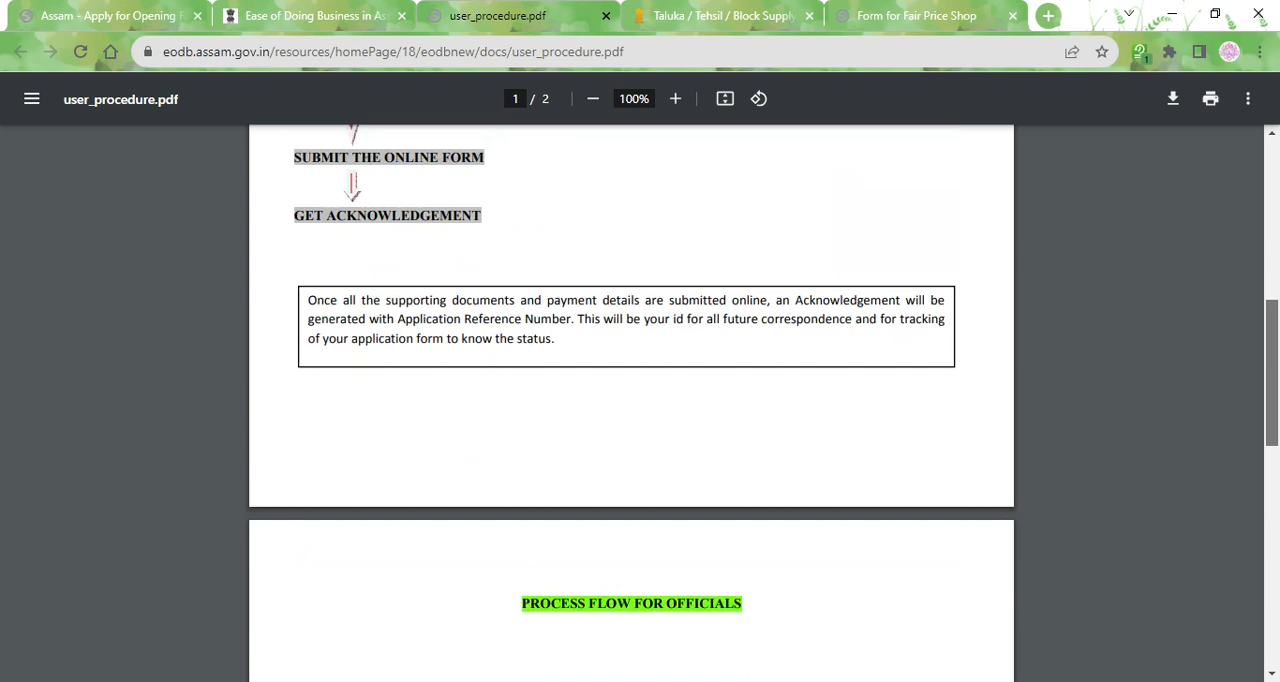 Assam - Apply for Opening F
Ease of Doing Business in As
user_procedure.pdf
Taluka / Tehsil / Block Supply
Form for Fair Price Shop
eodb.assam.gov.in/resources/homePage/18/eodbnew/docs/user_procedure.pdf
1
user_procedure.pdf
1 / 2
100%
SUBMIT THE ONLINE FORM
GET ACKNOWLEDGEMENT
Once all the supporting documents and payment details are submitted online, an Acknowledgement will be
generated with Application Reference Number. This will be your id for all future correspondence and for tracking
of your application form to know the status.
PROCESS FLOW FOR OFFICIALS